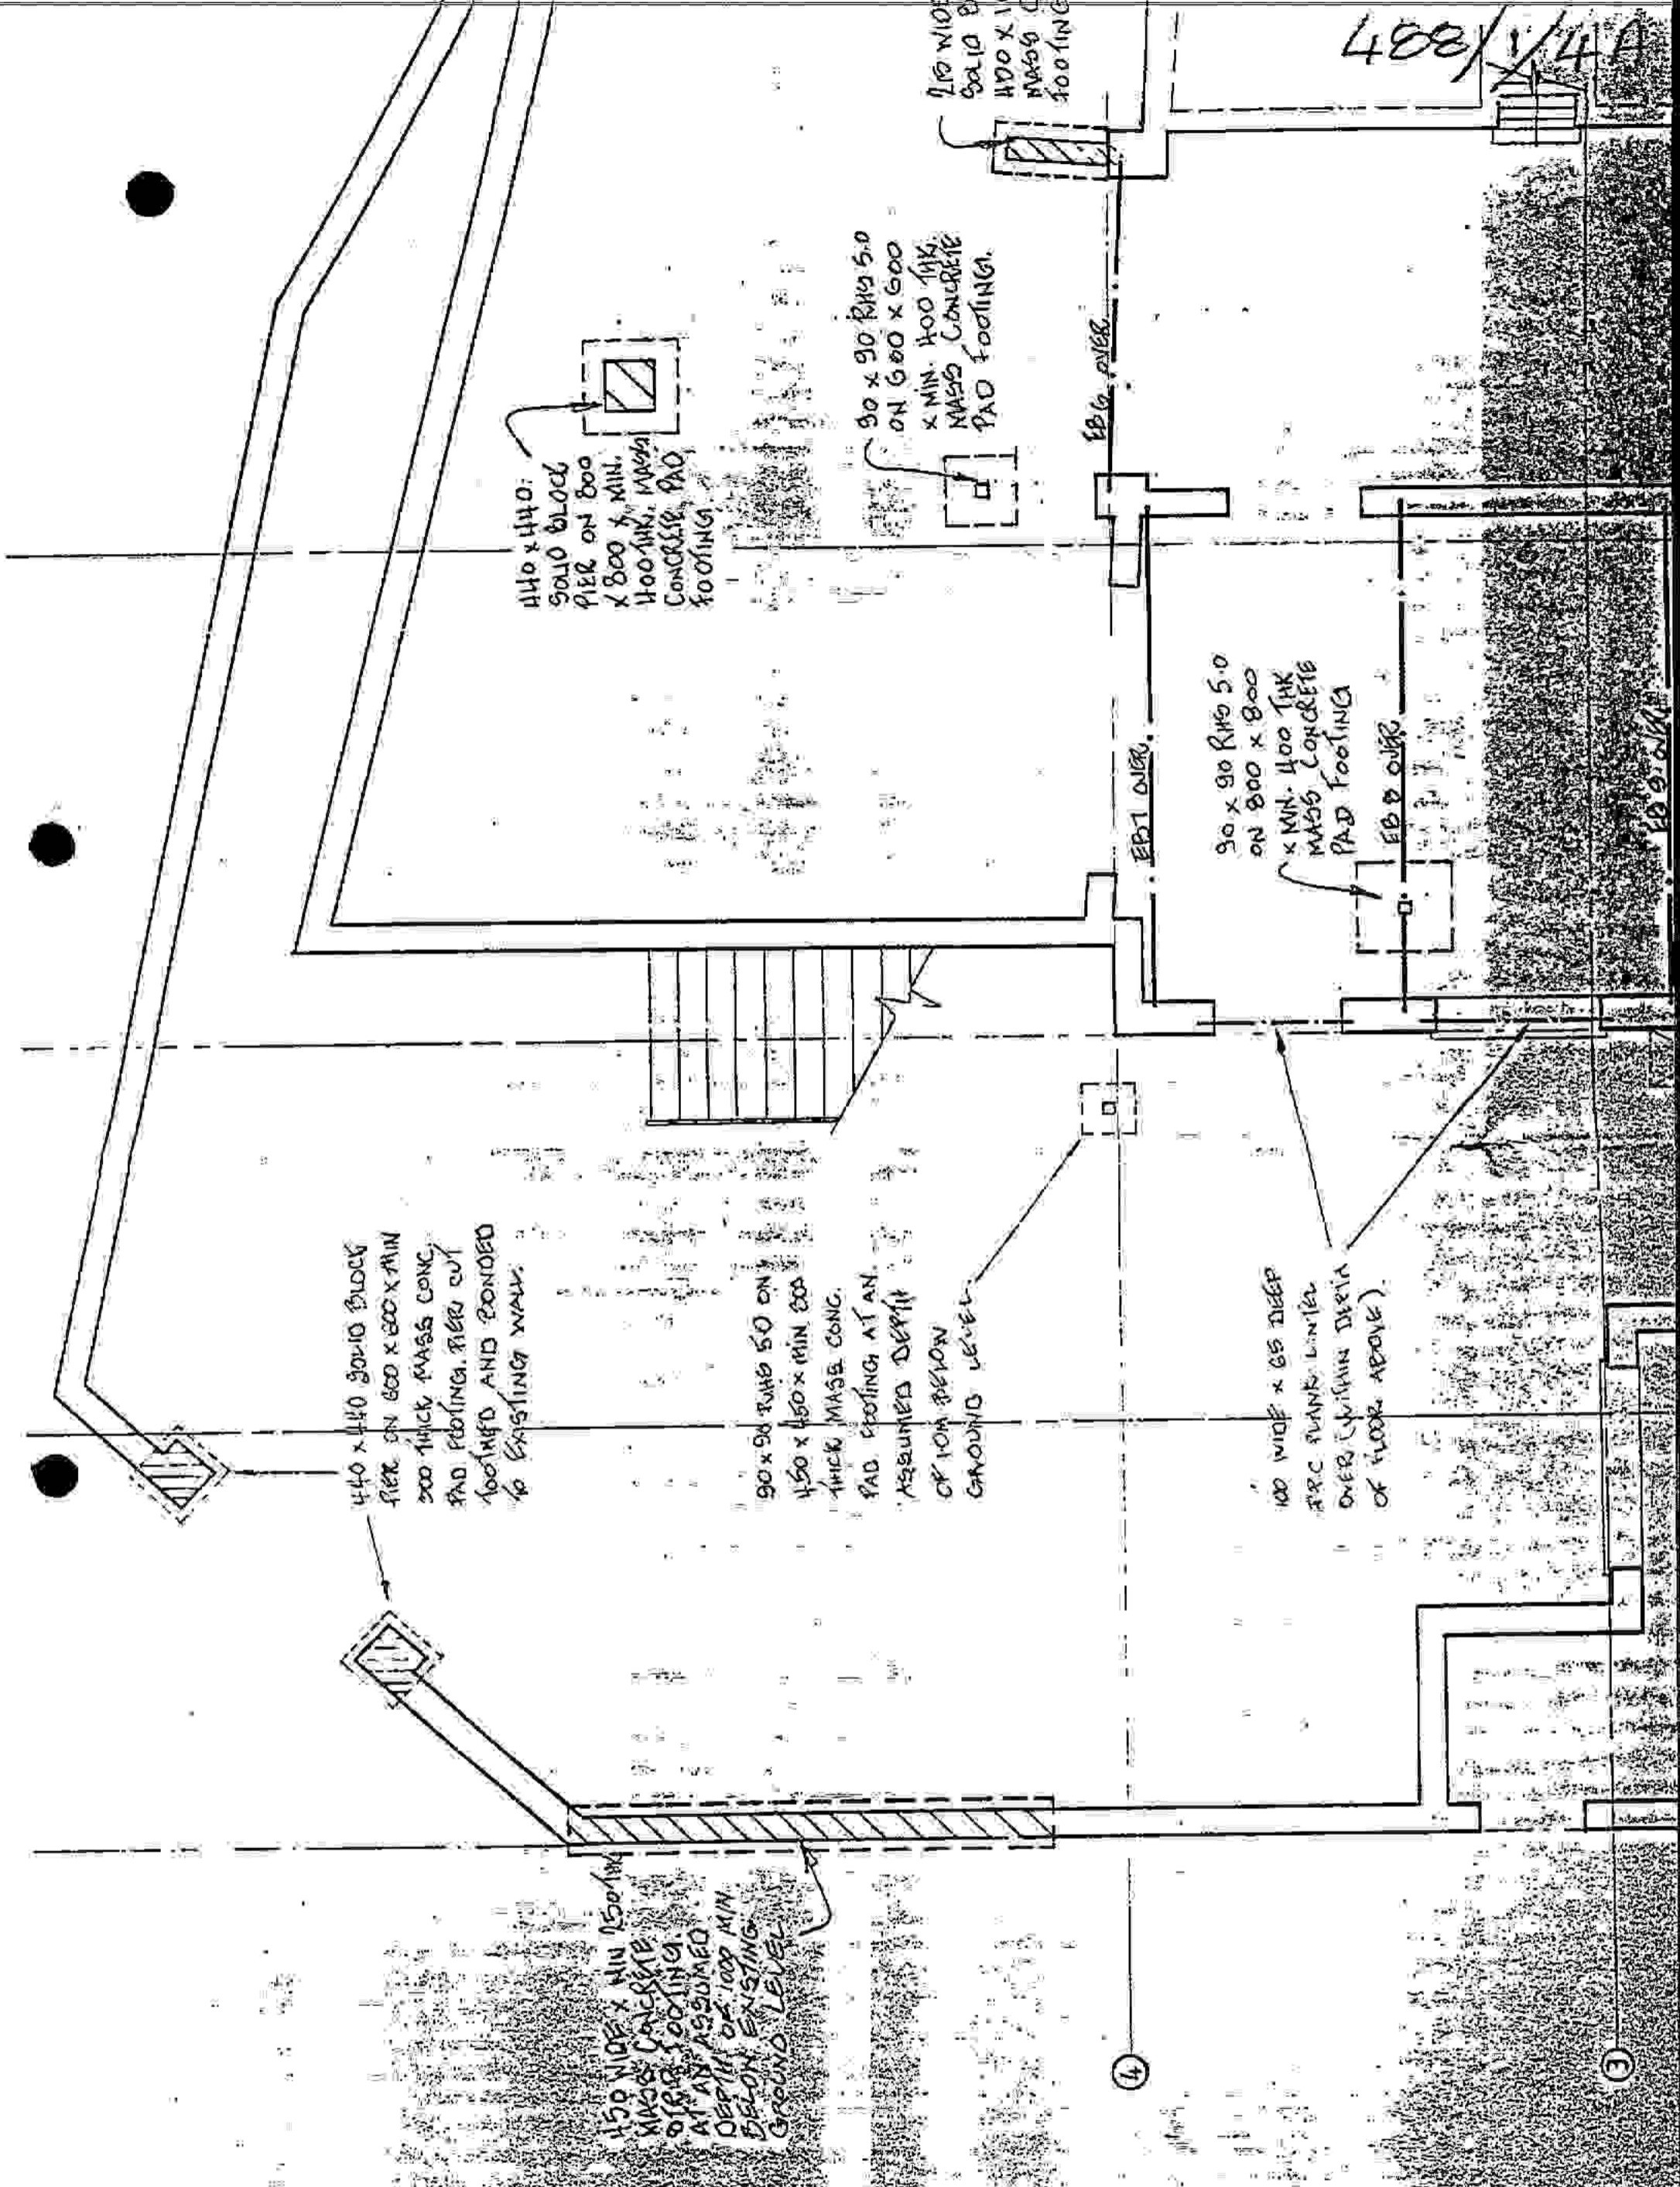 450 WIDE X MIN 250 THK
MASS CONCRETE
STRIP FOOTING
AT AN ASSUMED
DEPTH OF 1000 MIN
BELOW EXISTING
GROUND LEVEL
440 x 440 SOLID BLOCK
PIER ON 600 x 600 x MIN
300 THICK MASS CONC.
PAD FOOTING. PIER CUT
TOOTHED AND BONDED
TO EXISTING WALL.
90 x 90 RHS 5.0 ON
450 x 450 x MIN 300
THICK MASS CONC.
PAD FOOTING AT AN
ASSUMED DEPTH
OF 1.0M BELOW
GROUND LEVEL.
100 WIDE x 65 DEEP
P.R.C PLANK LINTEL
OVER (WITHIN DEPTH
OF FLOOR ABOVE).
440 x 440
SOLID BLOCK
PIER ON 800
x 800 x MIN.
400 THK. MASS
CONCRETE PAD
FOOTING.
90 x 90 RHS 5.0
ON 600 x 600
x MIN. 400 THK.
MASS CONCRETE
PAD FOOTING.
215 WIDE
SOLID B
400 x 1
MASS C
FOOTING
EB6. OVER.
EB7 OVER.
90 x 90 RHS 5.0
ON 800 x 800
x MIN. 400 THK
MASS CONCRETE
PAD FOOTING
EB8 OVER.
EB9. OVER
4
3